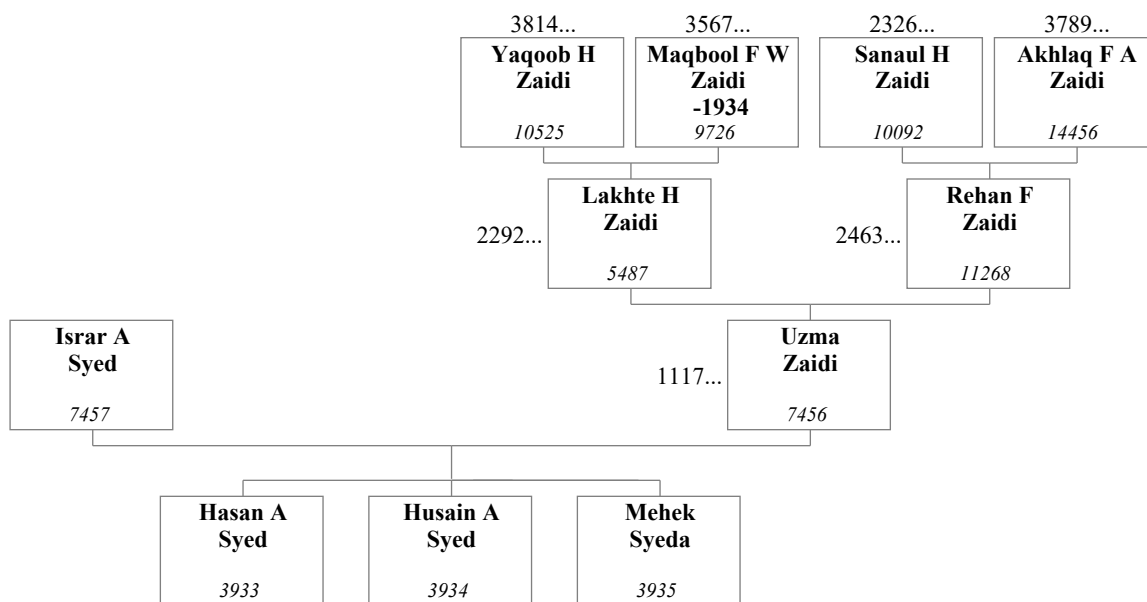 3814... 3567... 2326... 3789...
Yaqoob H
Zaidi
10525
Maqbool F W
Zaidi
-1934
9726
Sanaul H
Zaidi
10092
Akhlaq F A
Zaidi
14456
2292...
Lakhte H
Zaidi
5487
2463...
Rehan F
Zaidi
11268
Israr A
Syed
7457
1117...
Uzma
Zaidi
7456
Hasan A
Syed
3933
Husain A
Syed
3934
Mehek
Syeda
3935